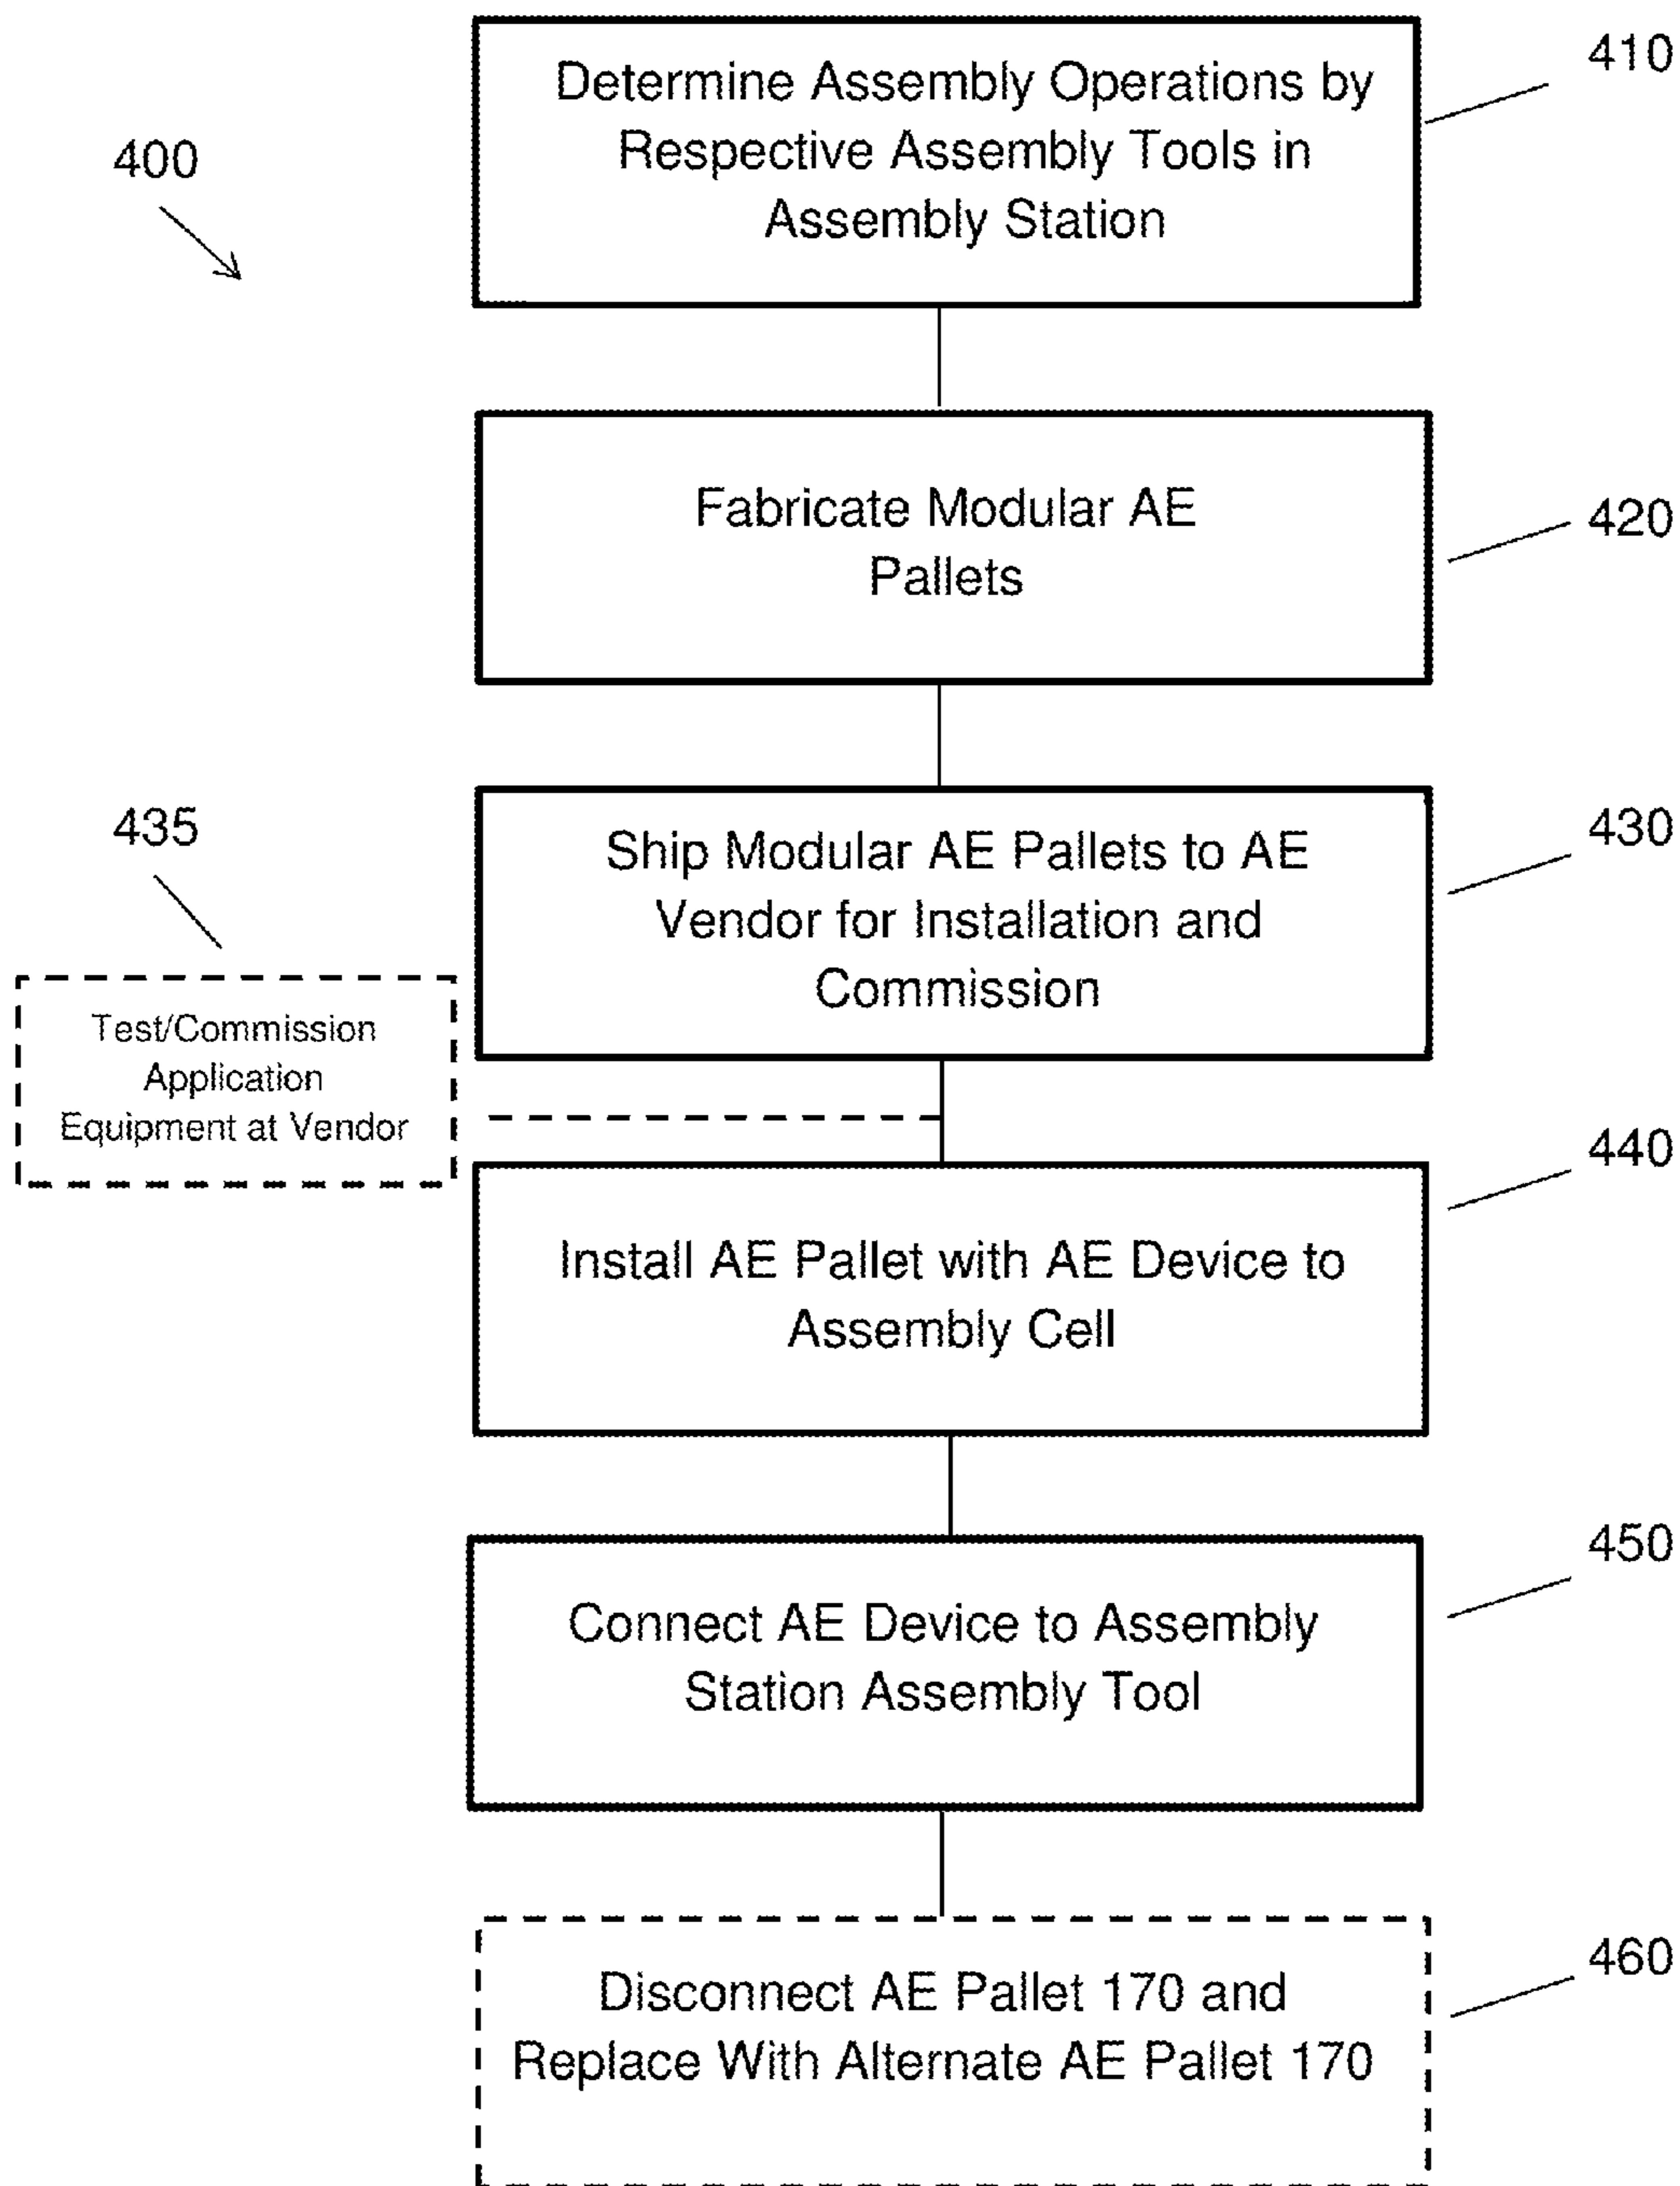 410
Determine Assembly Operations by
Respective Assembly Tools in
Assembly Station
400
420
Fabricate Modular AE
Pallets
430
Ship Modular AE Pallets to AE
Vendor for Installation and
Commission
435
Test/Commission
Application
Equipment at Vendor
440
Install AE Pallet with AE Device to
Assembly Cell
450
Connect AE Device to Assembly
Station Assembly Tool
460
Disconnect AE Pallet 170 and
Replace With Alternate AE Pallet 170